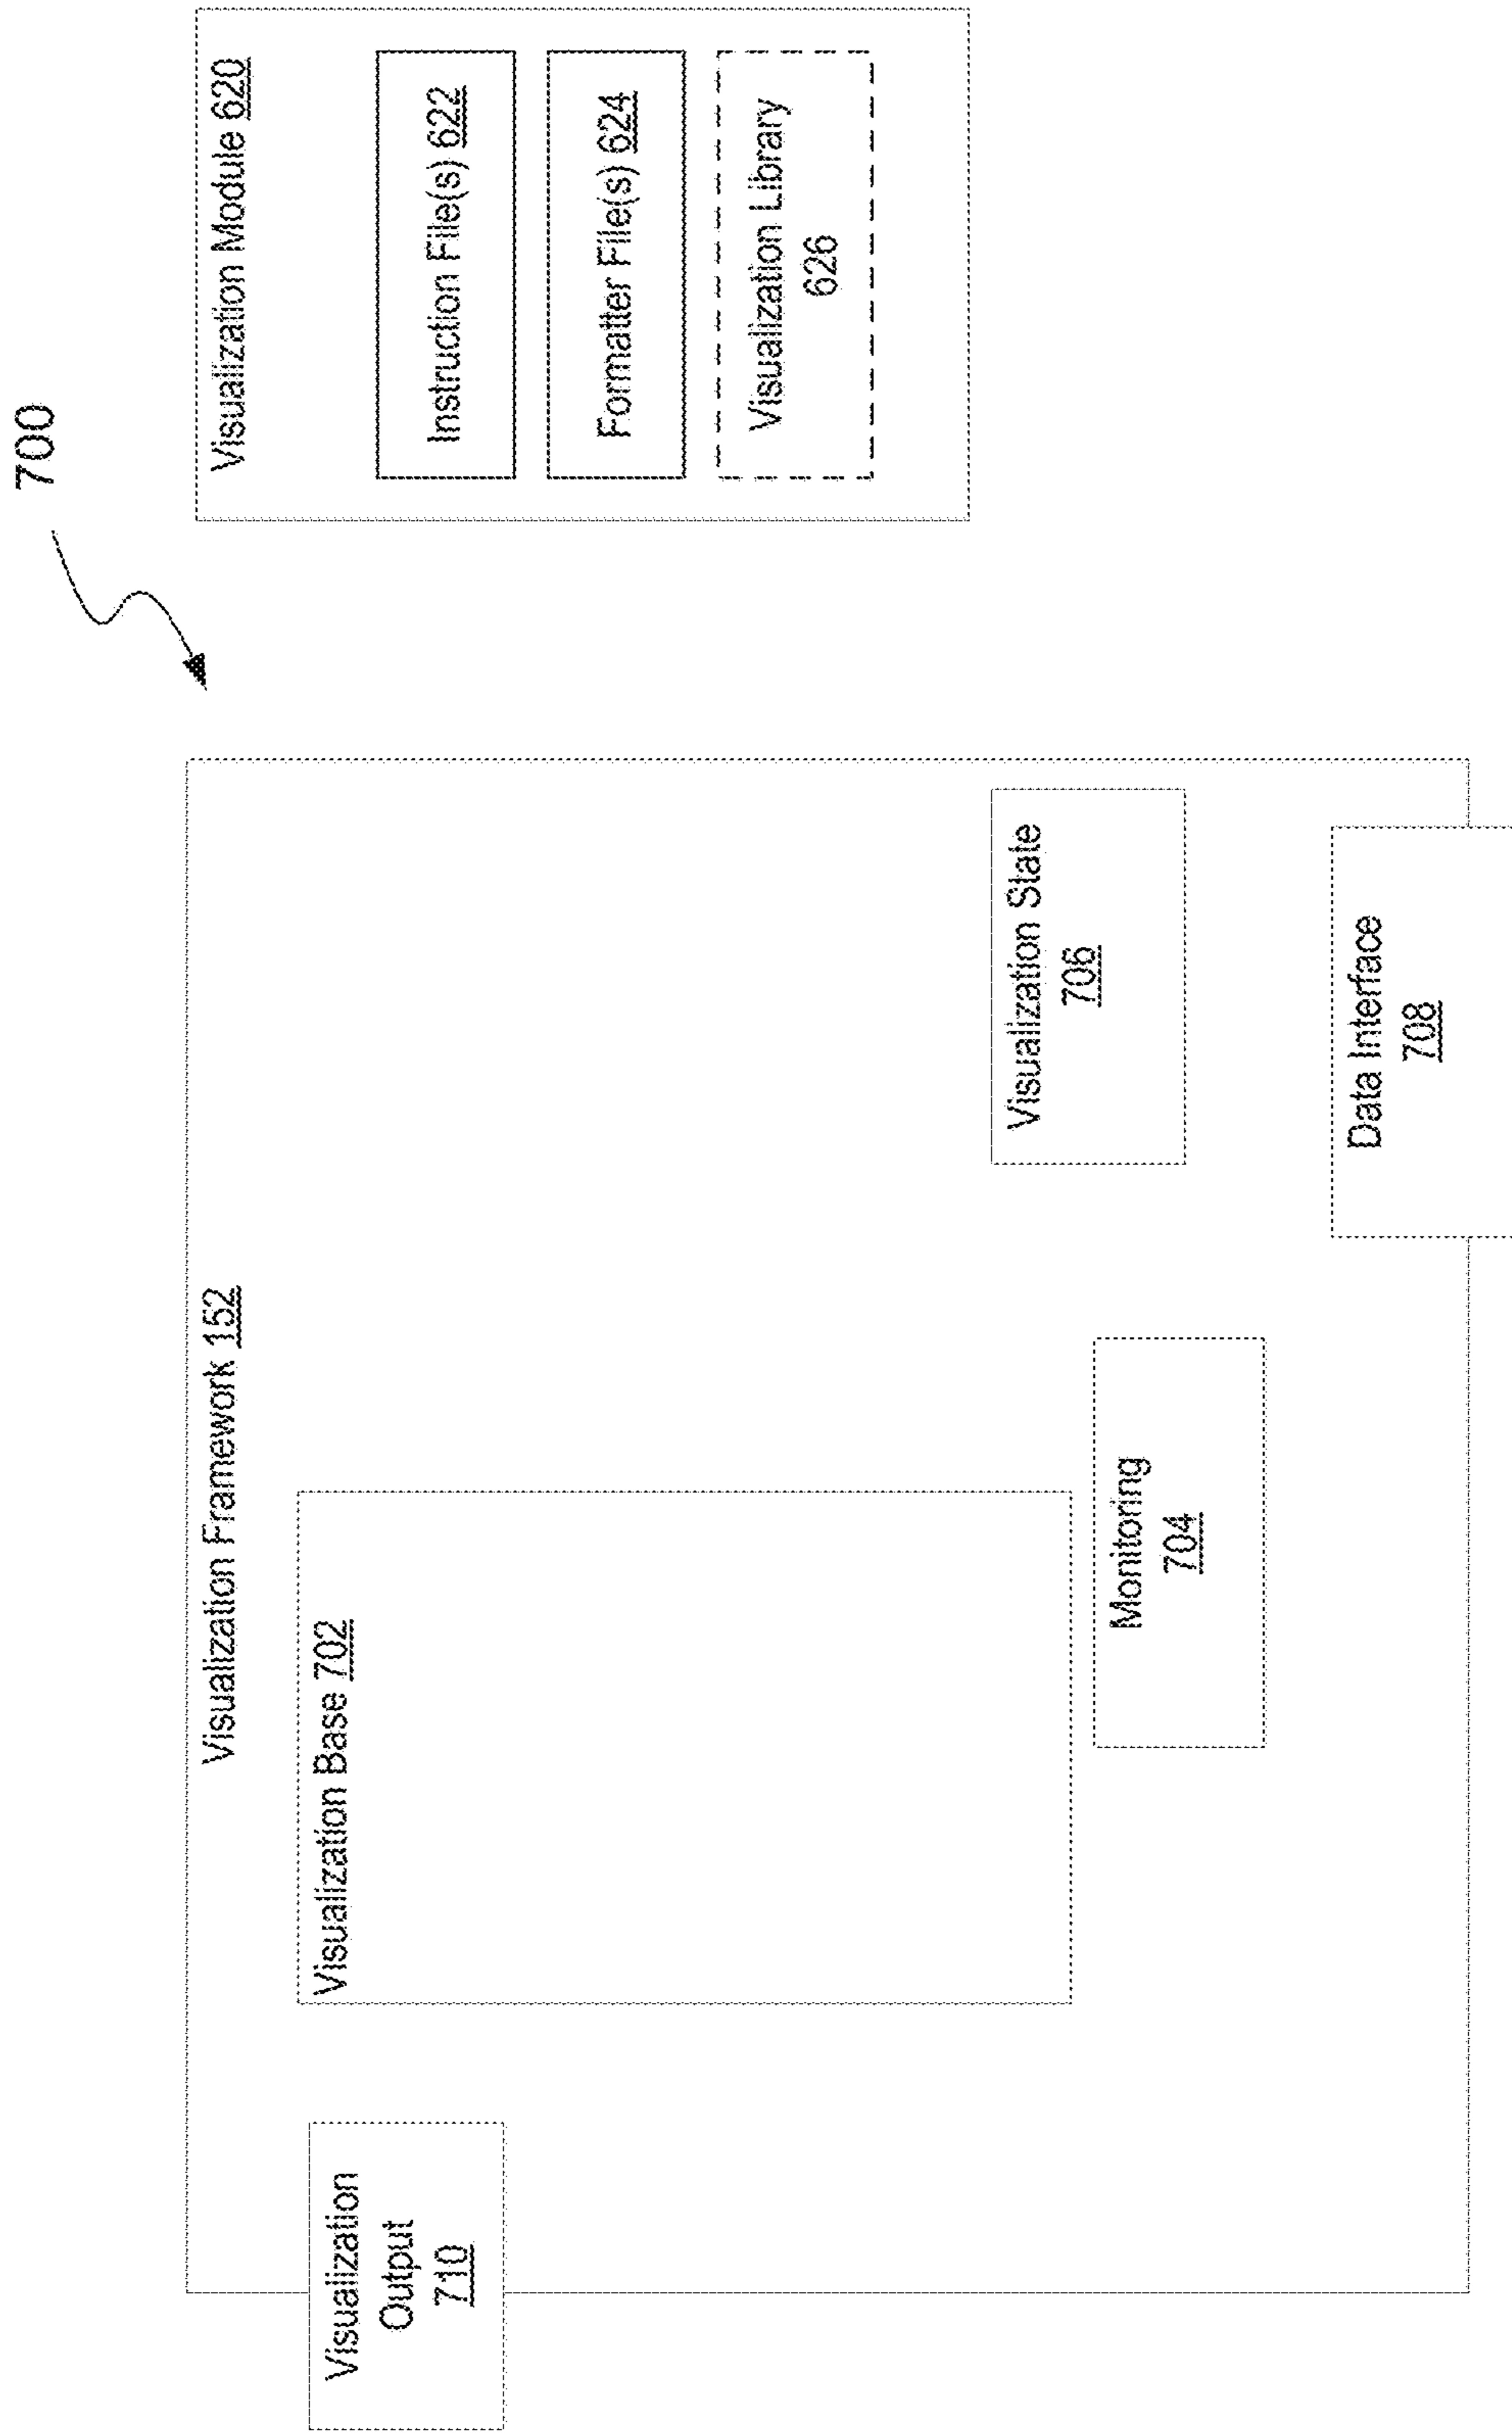 700
Visualization Framework 152
Visualization Output
710
Visualization Base 702
Monitoring
704
Visualization State
706
Data Interface
708
Visualization Module 620
Instruction File(s) 622
Formatter File(s) 624
Visualization Library
626